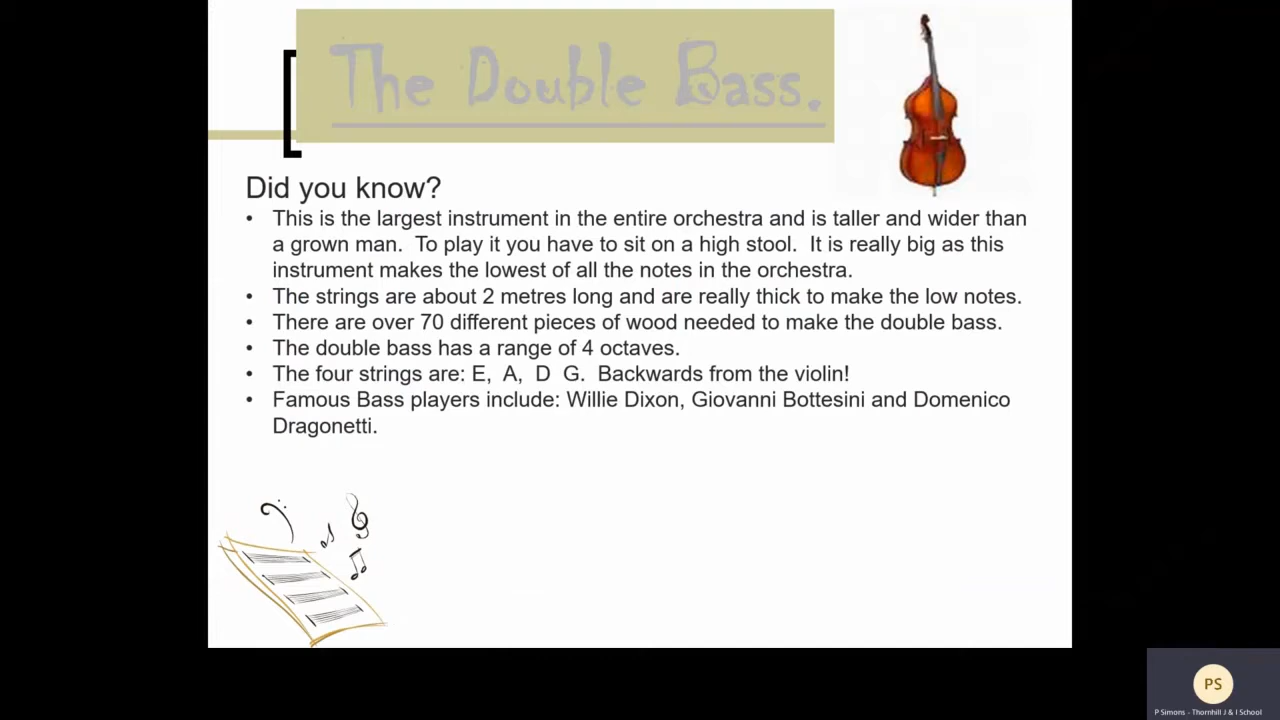 The Double Bass.
Did you know?
• This is the largest instrument in the entire orchestra and is taller and wider than
a grown man.  To play it you have to sit on a high stool.  It is really big as this
instrument makes the lowest of all the notes in the orchestra.
• The strings are about 2 metres long and are really thick to make the low notes.
• There are over 70 different pieces of wood needed to make the double bass.
• The double bass has a range of 4 octaves.
• The four strings are: E,  A,  D  G.  Backwards from the violin!
• Famous Bass players include: Willie Dixon, Giovanni Bottesini and Domenico
Dragonetti.
PS
P Simons - Thornhill J & I School